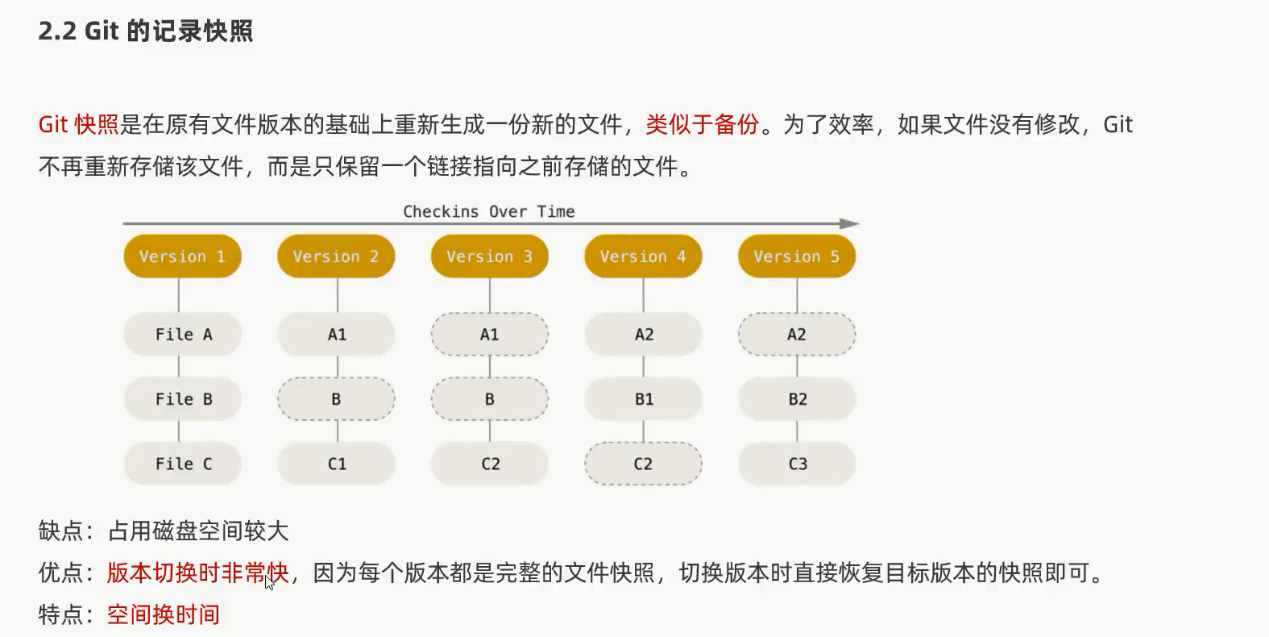 2.2 Git 的记录快照
Git 快照是在原有文件版本的基础上重新生成一份新的文件，类似于备份。为了效率，如果文件没有修改，Git
不再重新存储该文件，而是只保留一个链接指向之前存储的文件。
Checkins Over Time
Version 1 Version 2 Version 3 Version 4 Version 5
File A A1 A1 A2 A2
File B B B B1 B2
File C C1 C2 C2 C3
缺点：占用磁盘空间较大
优点：版本切换时非常快，因为每个版本都是完整的文件快照，切换版本时直接恢复目标版本的快照即可。
特点：空间换时间